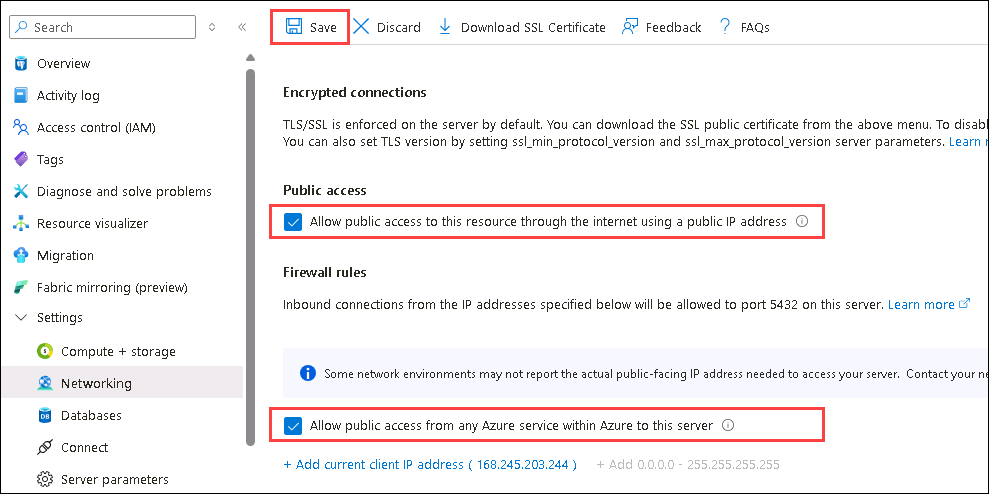 Search
Overview
Activity log
Access control (IAM)
Tags
Diagnose and solve problems
Resource visualizer
Migration
Fabric mirroring (preview)
Settings
Compute + storage
Networking
Databases
Connect
Server parameters
Save Discard Download SSL Certificate Feedback FAQs
Encrypted connections
TLS/SSL is enforced on the server by default. You can download the SSL public certificate from the above menu. To disab
You can also set TLS version by setting ssl_min_protocol_version and ssl_max_protocol_version server parameters. Learn
Public access
Allow public access to this resource through the internet using a public IP address
Firewall rules
Inbound connections from the IP addresses specified below will be allowed to port 5432 on this server. Learn more
Some network environments may not report the actual public-facing IP address needed to access your server. Contact your ne
Allow public access from any Azure service within Azure to this server
+ Add current client IP address ( 168.245.203.244 ) + Add 0.0.0.0 - 255.255.255.255